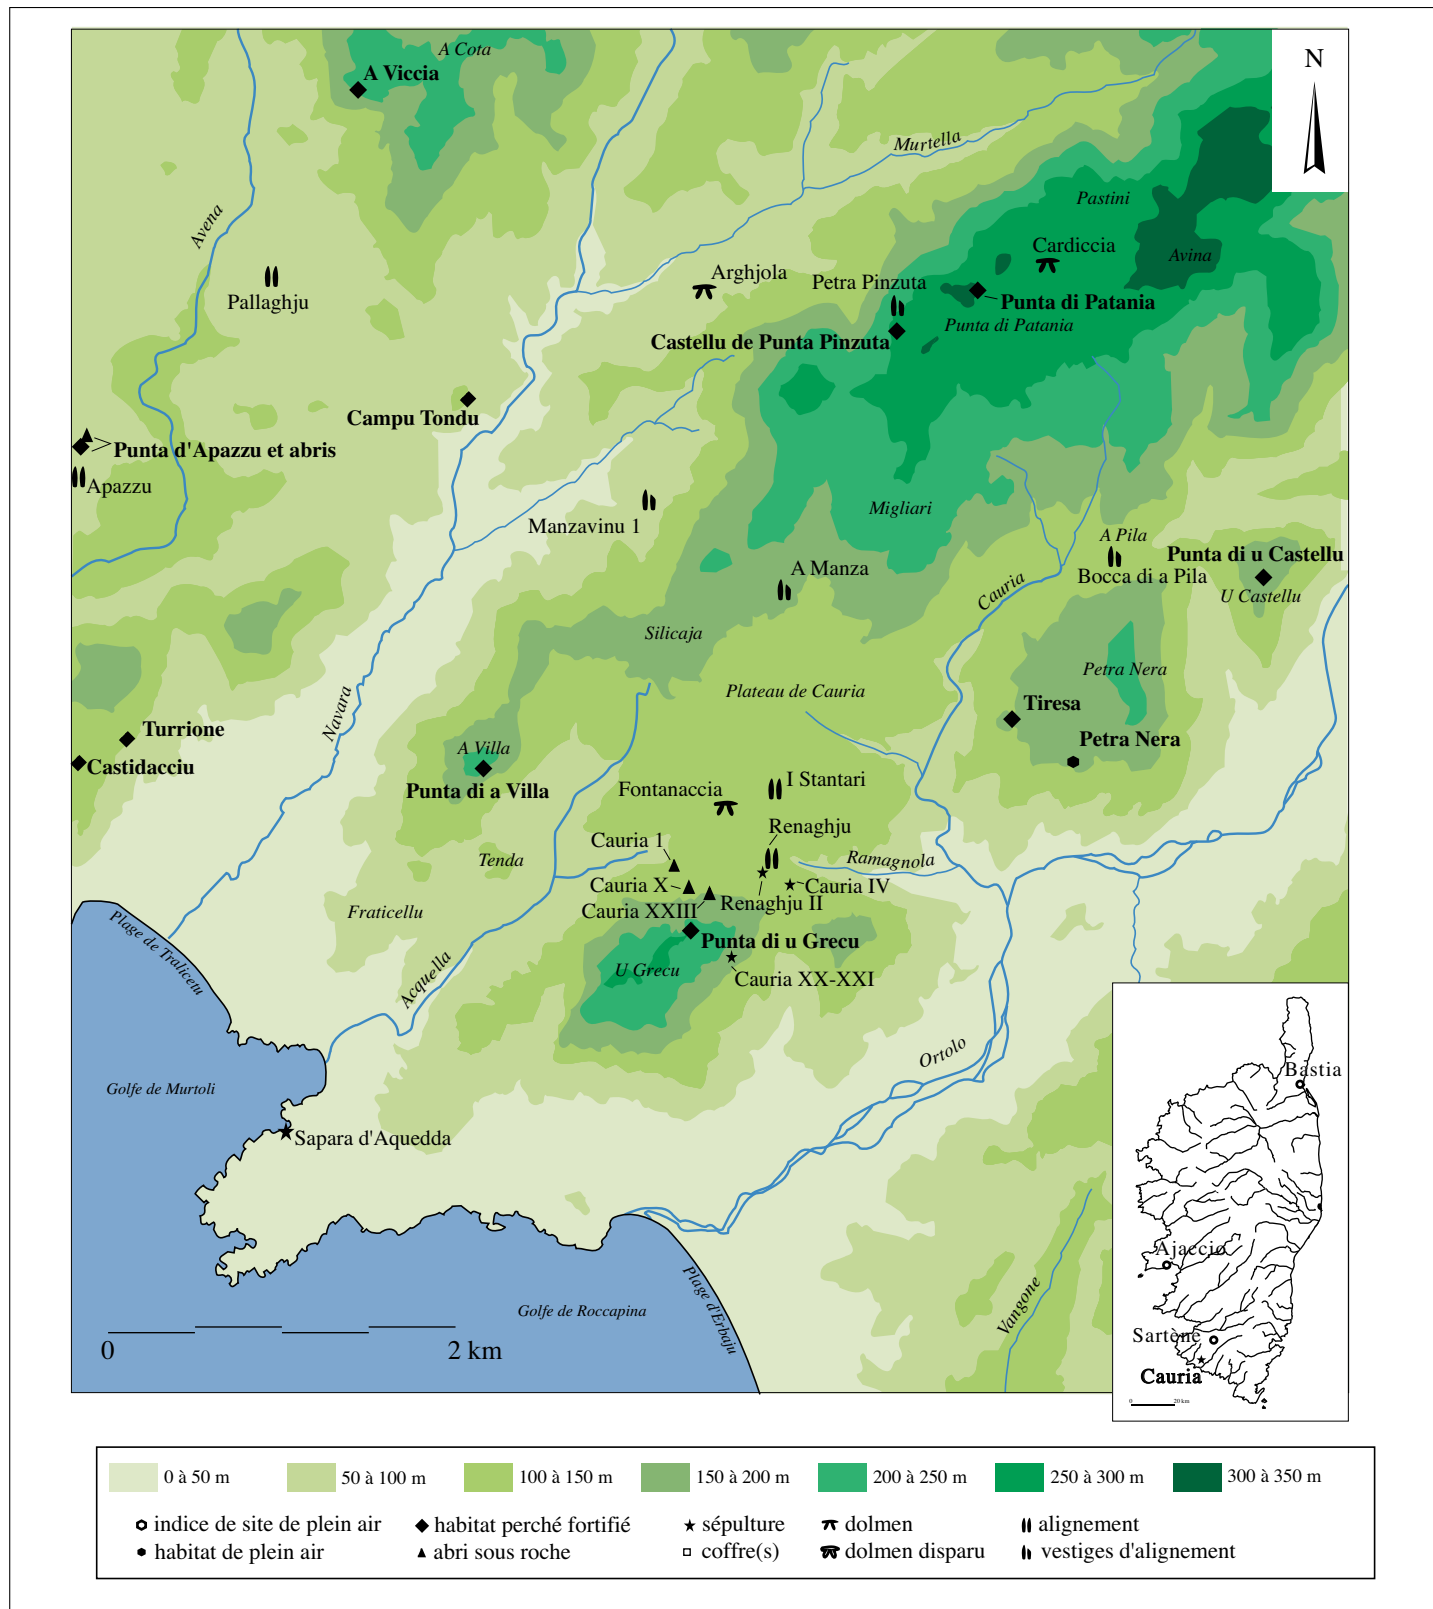 A Cota
A Viccia
N
Murtella
Pastini
Avena
Cardiccia
Avina
Arghjola
Petra Pinzuta
Pallaghju
Punta di Patania
Punta di Patania
Castellu de Punta Pinzuta
Campu Tondu
Punta d'Apazzu et abris
Apazzu
Migliari
Manzavinu 1
A Pila
Punta di u Castellu
A Manza
Bocca di a Pila
Cauria
U Castellu
Silicaja
Petra Nera
Plateau de Cauria
Navara
Tiresa
Turrione
Petra Nera
A Villa
Castidacciu
Punta di a Villa
Fontanaccia
I Stantari
Renaghju
Cauria 1
Tenda
Ramagnola
Cauria X
Cauria IV
Renaghju II
Cauria XXIII
Fraticellu
Plage de Tralicetu
Punta di u Grecu
U Grecu
Cauria XX-XXI
Acquella
Ortolo
Golfe de Murtoli
Bastia
Sapara d'Aquedda
Ajaccio
Plage d'Erbaju
Vangone
Golfe de Roccapina
Sartène
0 2 km
Cauria
0 20 km
0 à 50 m 50 à 100 m 100 à 150 m 150 à 200 m 200 à 250 m 250 à 300 m 300 à 350 m
indice de site de plein air habitat perché fortifié sépulture dolmen alignement
habitat de plein air abri sous roche coffre(s) dolmen disparu vestiges d'alignement